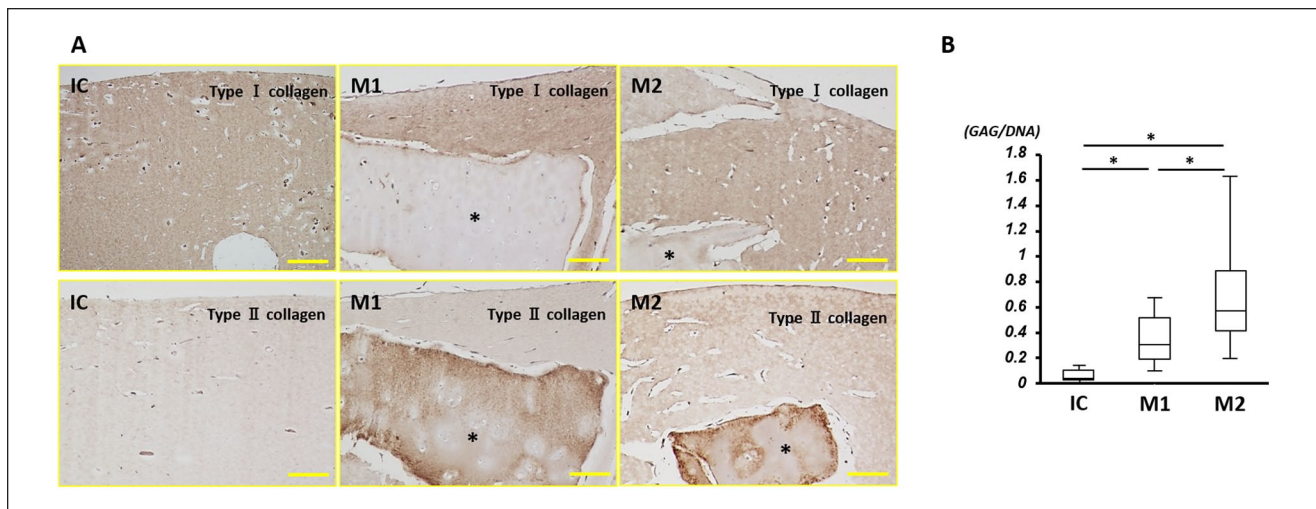 A
IC
Type Ⅰ collagen
M1
Type Ⅰ collagen
*
M2
Type Ⅰ collagen
*
IC
Type Ⅱ collagen
M1
Type Ⅱ collagen
*
M2
Type Ⅱ collagen
*
B
(GAG/DNA)
*
* *
1.8
1.6
1.4
1.2
1
0.8
0.6
0.4
0.2
0
IC M1 M2